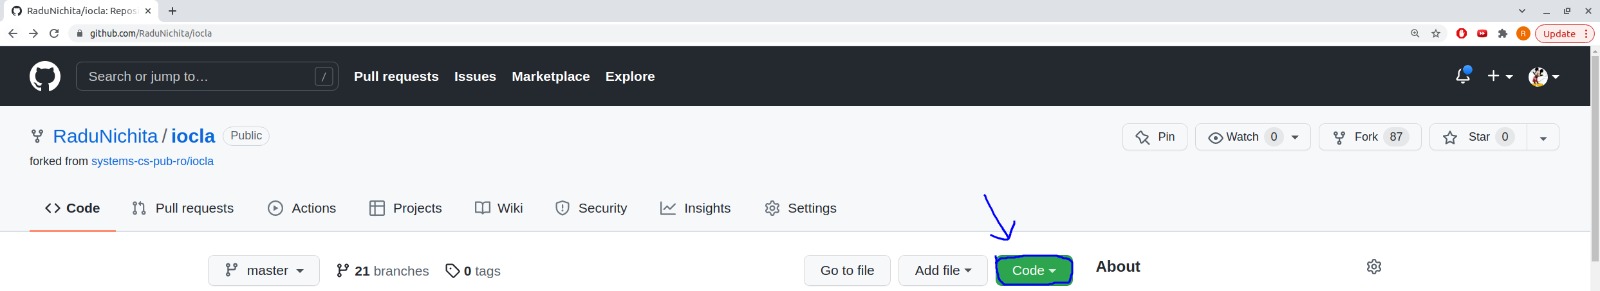 RaduNichita/iocla: Repos
github.com/RaduNichita/iocla
Update
Search or jump to…
/
Pull requests Issues Marketplace Explore
RaduNichita / iocla Public
Pin Watch 0 Fork 87 Star 0
forked from systems-cs-pub-ro/iocla
Code Pull requests Actions Projects Wiki Security Insights Settings
master 21 branches 0 tags Go to file Add file Code About